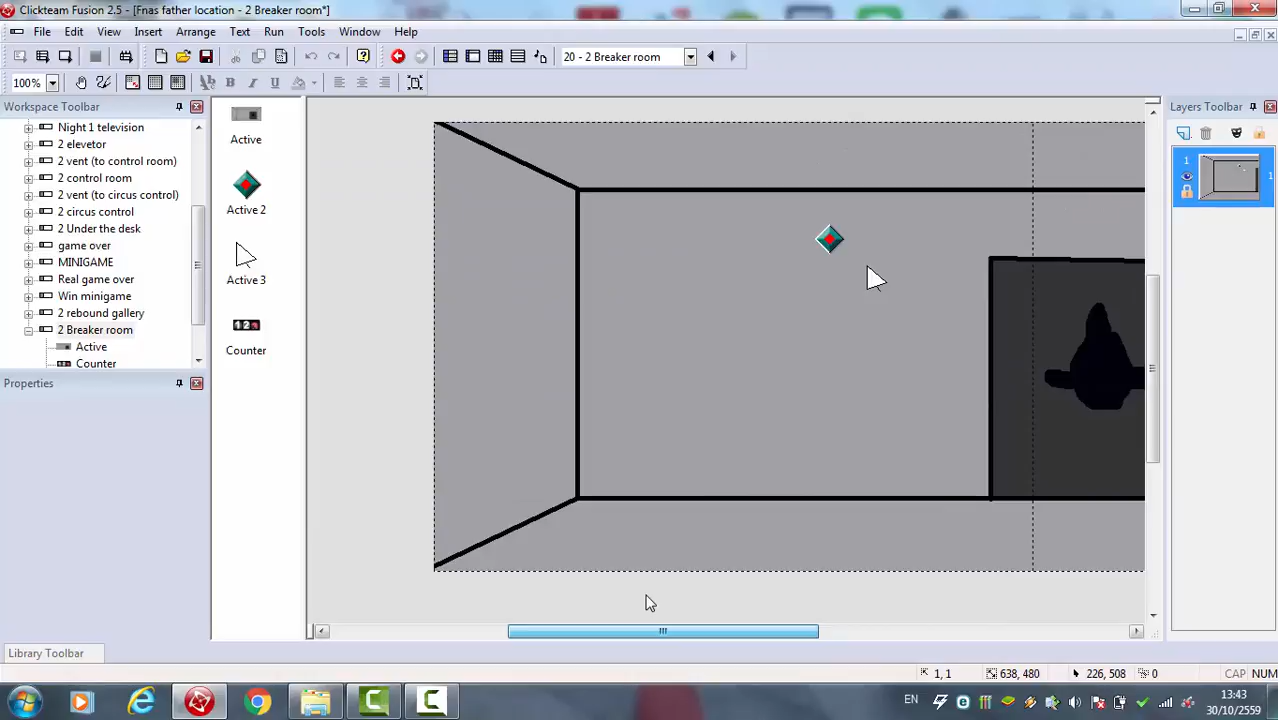 Clickteam Fusion 2.5 - [Fnas father location - 2 Breaker room*]
File Edit View Insert Arrange Text Run Tools Window Help
20 - 2 Breaker room
100%
B I U A
Workspace Toolbar
Night 1 television
2 elevetor
2 vent (to control room)
2 control room
2 vent (to circus control)
2 circus control
2 Under the desk
game over
MINIGAME
Real game over
Win minigame
2 rebound gallery
2 Breaker room
Active
Counter
Properties
Library Toolbar
Active
Active 2
Active 3
Counter
Layers Toolbar
1
1
1, 1
638, 480
226, 508
0
CAP NUM
EN
13:43
30/10/2559